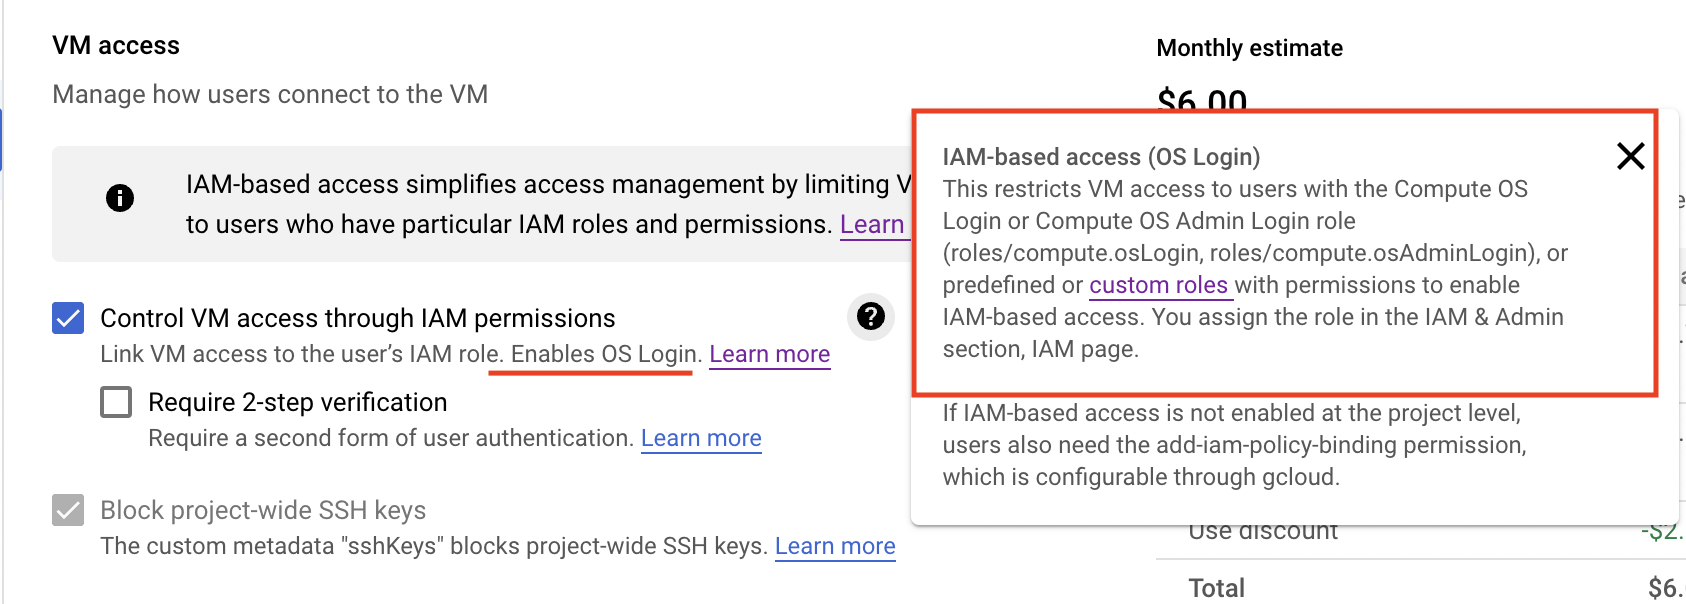 VM access
Manage how users connect to the VM
IAM-based access simplifies access management by limiting V
to users who have particular IAM roles and permissions. Learn
Control VM access through IAM permissions
Link VM access to the user’s IAM role. Enables OS Login. Learn more
Require 2-step verification
Require a second form of user authentication. Learn more
Block project-wide SSH keys
The custom metadata "sshKeys" blocks project-wide SSH keys. Learn more
Monthly estimate
$6.00
IAM-based access (OS Login)
This restricts VM access to users with the Compute OS
Login or Compute OS Admin Login role
(roles/compute.osLogin, roles/compute.osAdminLogin), or
predefined or custom roles with permissions to enable
IAM-based access. You assign the role in the IAM & Admin
section, IAM page.
If IAM-based access is not enabled at the project level,
users also need the add-iam-policy-binding permission,
which is configurable through gcloud.
Use discount -$2.
Total $6.